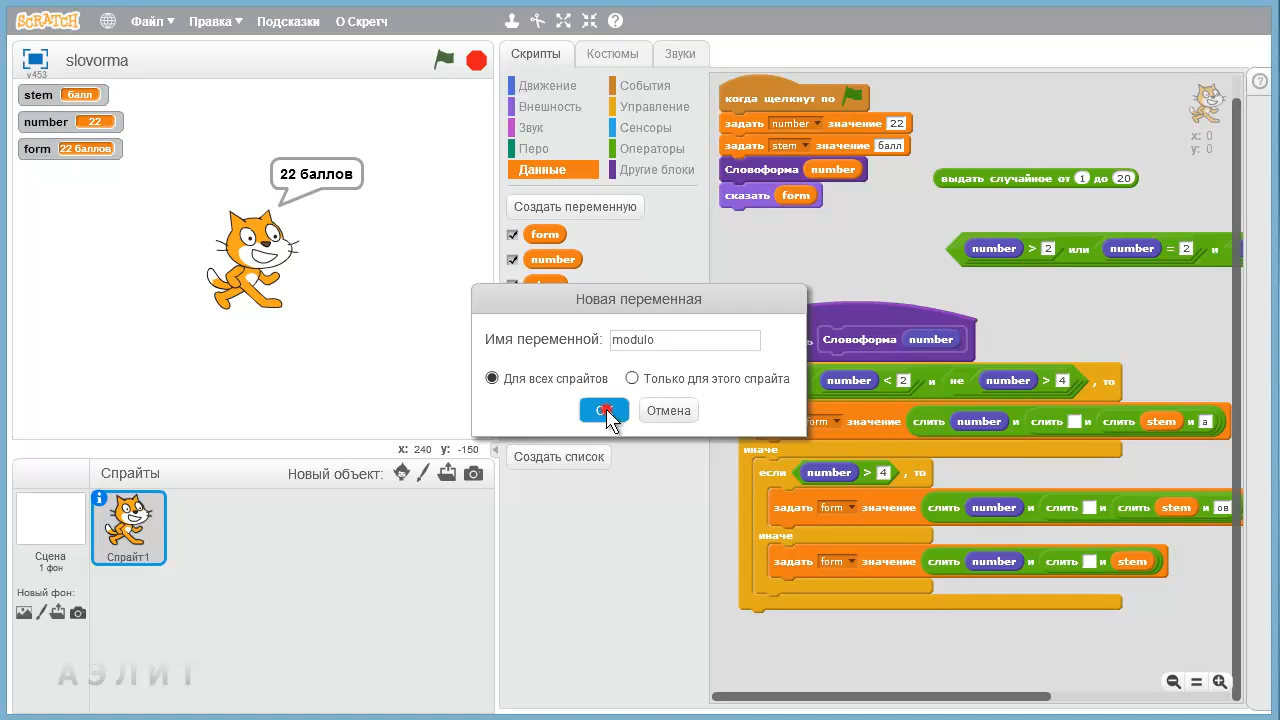 SCRATCH Файл Правка Подсказки О Скретч
v453 slovorma
stem балл
number 22
form 22 баллов
22 баллов
x: 240 y: -150
Спрайты Новый объект:
Сцена
1 фон
Новый фон:
Спрайт1
АЭЛИТ
Скрипты Костюмы Звуки
Движение События
Внешность Управление
Звук Сенсоры
Перо Операторы
Данные Другие блоки
Создать переменную
form
number
Создать список
Новая переменная
Имя переменной: modulo
Для всех спрайтов Только для этого спрайта
Отмена
когда щелкнут по
задать number значение 22
задать stem значение балл
Словоформа number
сказать form
x: 0
y: 0
выдать случайное от 1 до 20
number > 2 или number = 2 и
Словоформа number
number < 2 и не number > 4 , то
значение слить number и слить и слить stem и а
иначе
если number > 4 , то
задать form значение слить number и слить и слить stem и ов
иначе
задать form значение слить number и слить и stem